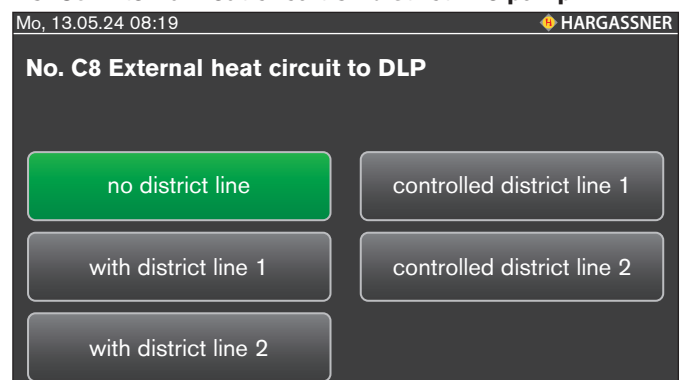 Mo, 13.05.24 08:19
HARGASSNER
No. C8 External heat circuit to DLP
no district line
controlled district line 1
with district line 1
controlled district line 2
with district line 2